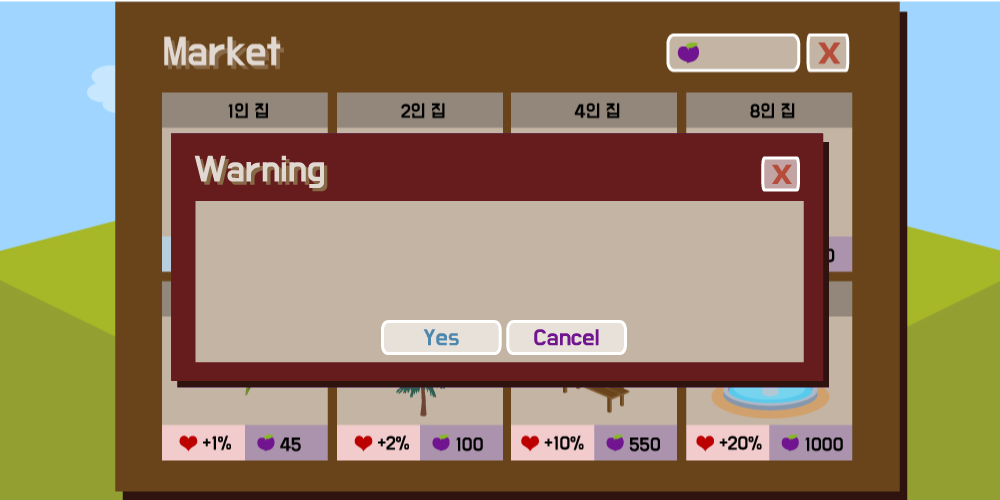 Market
X
1인 집
2인 집
4인 집
8인 집
Warning
X
Yes
Cancel
+1%
45
+2%
100
+10%
550
+20%
1000